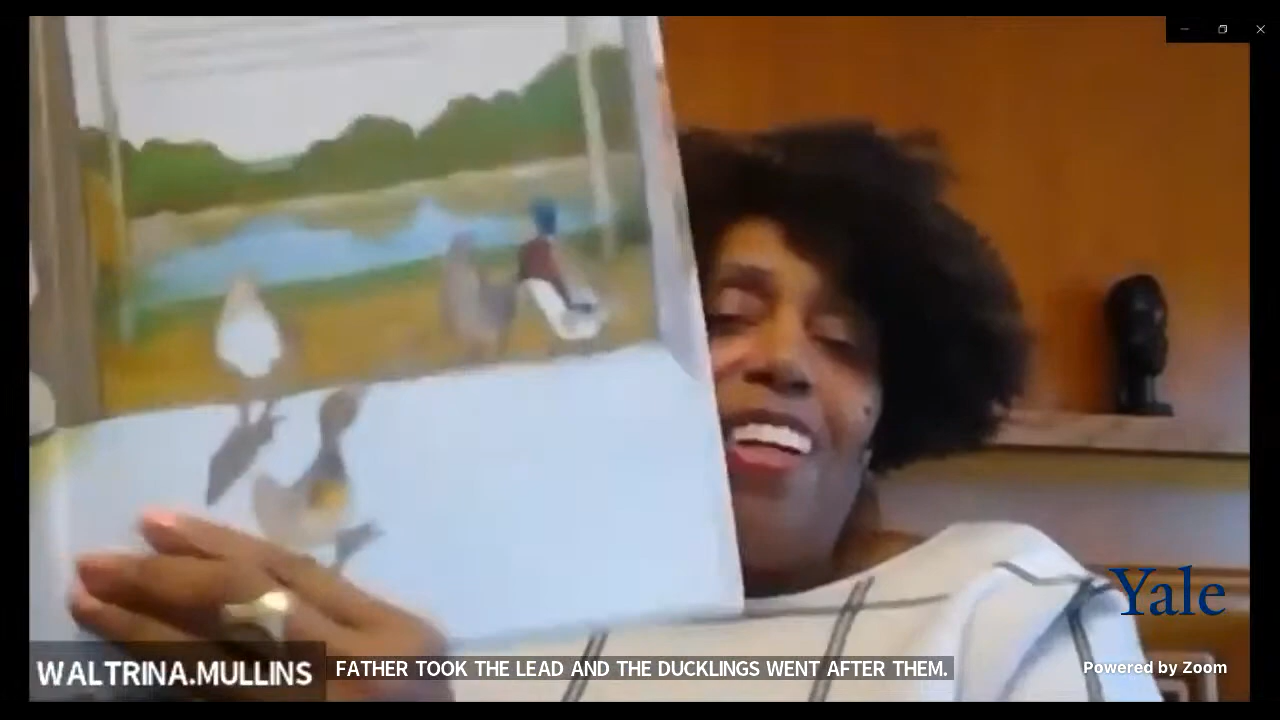 Yale
WALTRINA.MULLINS
FATHER TOOK THE LEAD AND THE DUCKLINGS WENT AFTER THEM.
Powered by Zoom